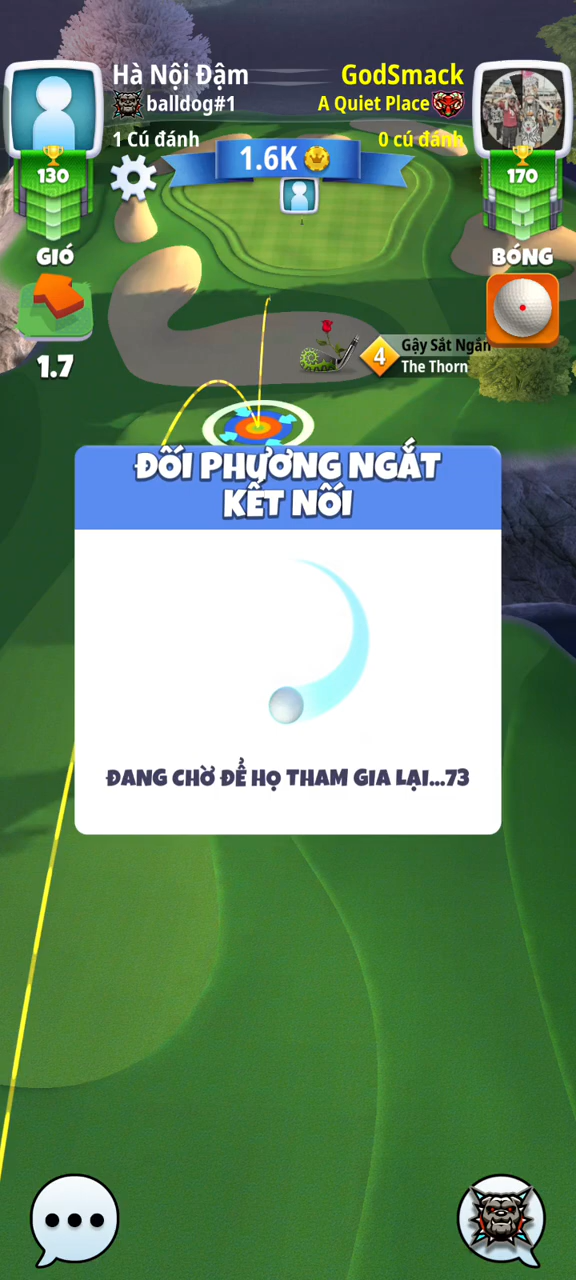 Hà Nội Đậm
GodSmack
balldog#1
A Quiet Place
1 Cú đánh
0 cú đánh
1.6K
130
170
GIÓ
BÓNG
1.7
4
Gậy Sắt Ngắn
The Thorn
ĐỐI PHƯƠNG NGẮT
KẾT NỐI
ĐANG CHỜ ĐỂ HỌ THAM GIA LẠI...73